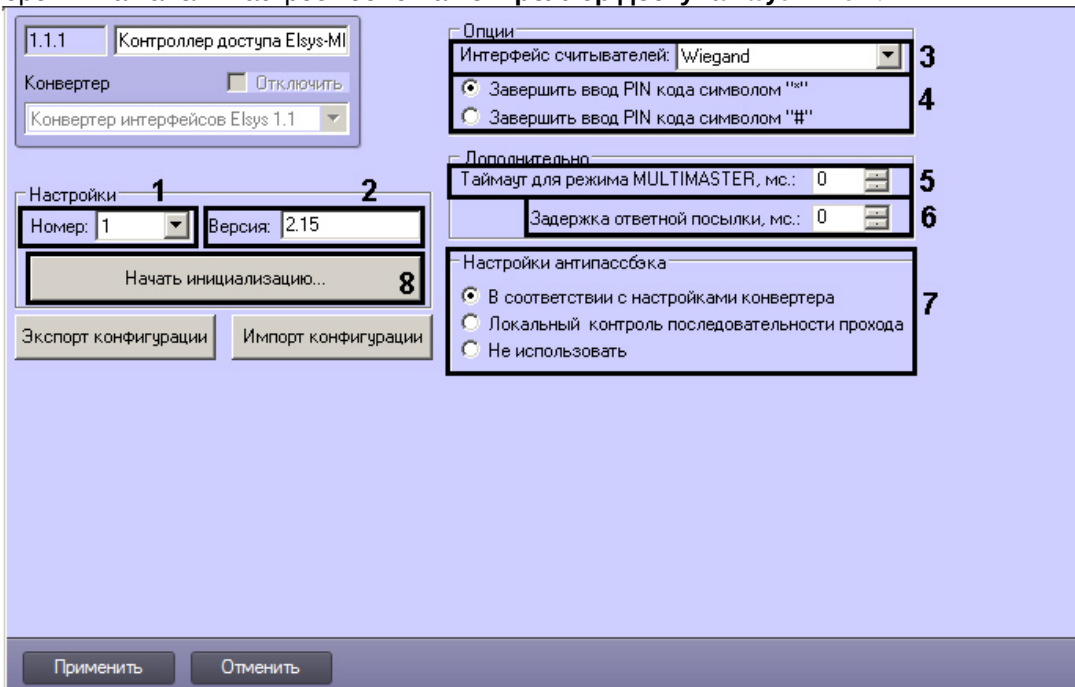 1.1.1
Контроллер доступа Elsys-MI
Конвертер
Отключить
Конвертер интерфейсов Elsys 1.1
Настройки
1
2
Номер: 1
Версия: 2.15
Начать инициализацию...
8
Экспорт конфигурации
Импорт конфигурации
Опции
Интерфейс считывателей: Wiegand
3
Завершить ввод PIN кода символом "*"
Завершить ввод PIN кода символом "#"
4
Дополнительно
Таймаут для режима MULTIMASTER, мс.: 0
5
Задержка ответной посылки, мс.: 0
6
Настройки антипассбэка
В соответствии с настройками конвертера
Локальный контроль последовательности прохода
Не использовать
7
Применить
Отменить